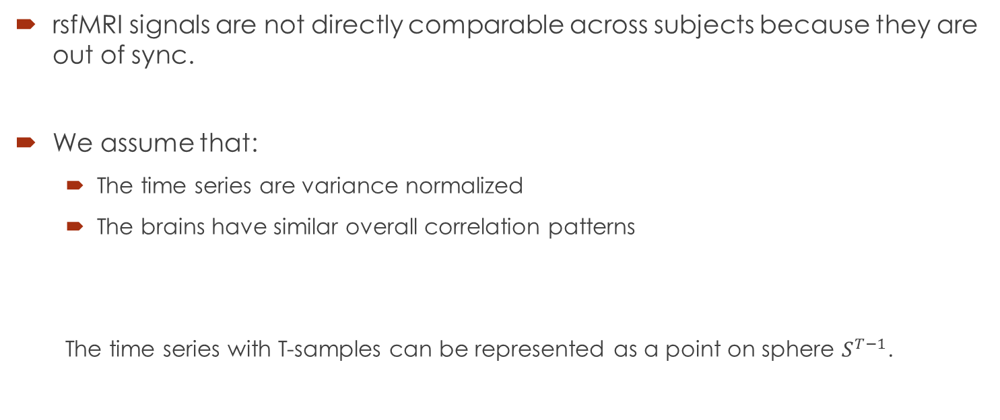 rsfMRI signals are not directly comparable across subjects because they are
out of sync.
We assume that:
The time series are variance normalized
The brains have similar overall correlation patterns
The time series with T-samples can be represented as a point on sphere $S^{T-1}$.